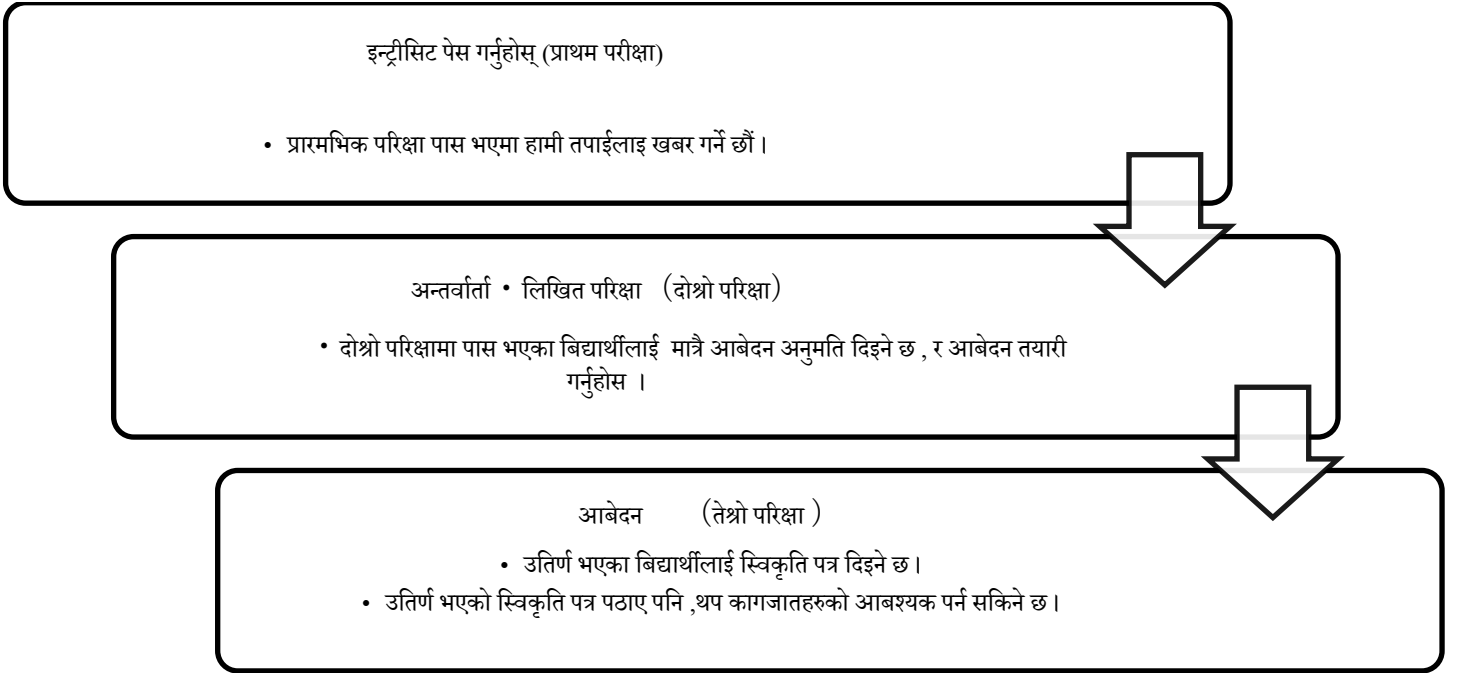 इन्ट्रीसिट पेस गर्नुहोस् (प्राथम परीक्षा)
• प्रारमभिक परिक्षा पास भएमा हामी तपाईलाइ खबर गर्ने छौं।
अन्तर्वार्ता • लिखित परिक्षा （दोश्रो परिक्षा）
• दोश्रो परिक्षामा पास भएका बिद्यार्थीलाई मात्रै आबेदन अनुमति दिइने छ , र आबेदन तयारी
गर्नुहोस ।
आबेदन （तेश्रो परिक्षा ）
• उतिर्ण भएका बिद्यार्थीलाई स्विकृति पत्र दिइने छ।
• उतिर्ण भएको स्विकृति पत्र पठाए पनि ,थप कागजातहरुको आबश्यक पर्न सकिने छ।